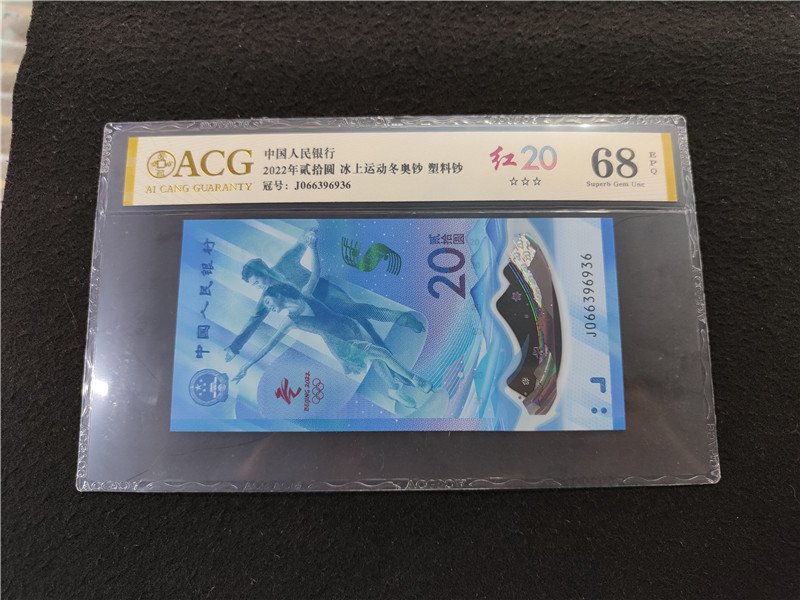 ACG
AI CANG GUARANTY
中国人民银行
2022年贰拾圆 冰上运动冬奥钞 塑料钞
冠号：J066396936
红20
68
EPQ
Superb Gem Unc
中国人民银行
BEIJING 2022
20
贰拾圆
J066396936